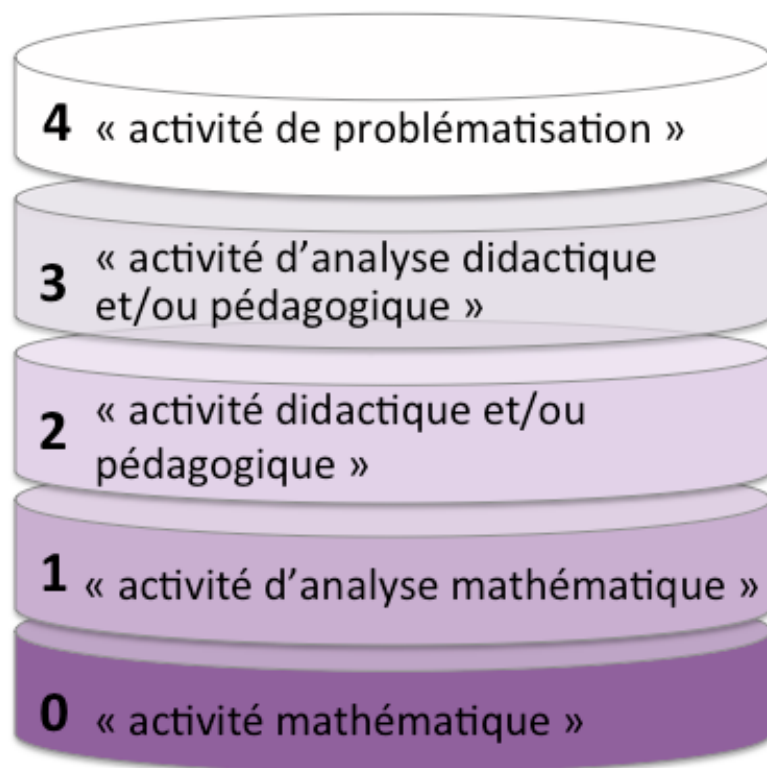 4 « activité de problématisation »
3 « activité d’analyse didactique
et/ou pédagogique »
2 « activité didactique et/ou
pédagogique »
1 « activité d’analyse mathématique »
0 « activité mathématique »